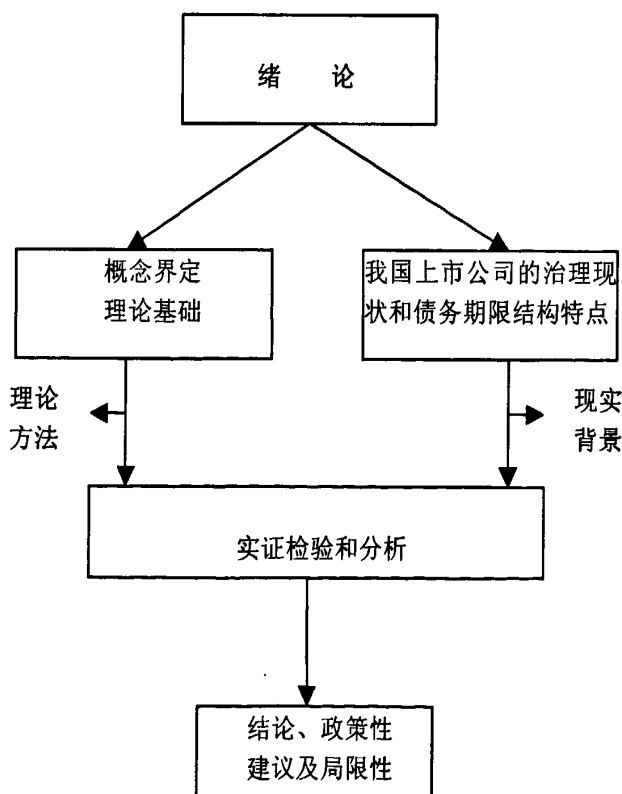 绪 论
概念界定
理论基础
我国上市公司的治理现
状和债务期限结构特点
理论
方法
现实
背景
实证检验和分析
结论、政策性
建议及局限性